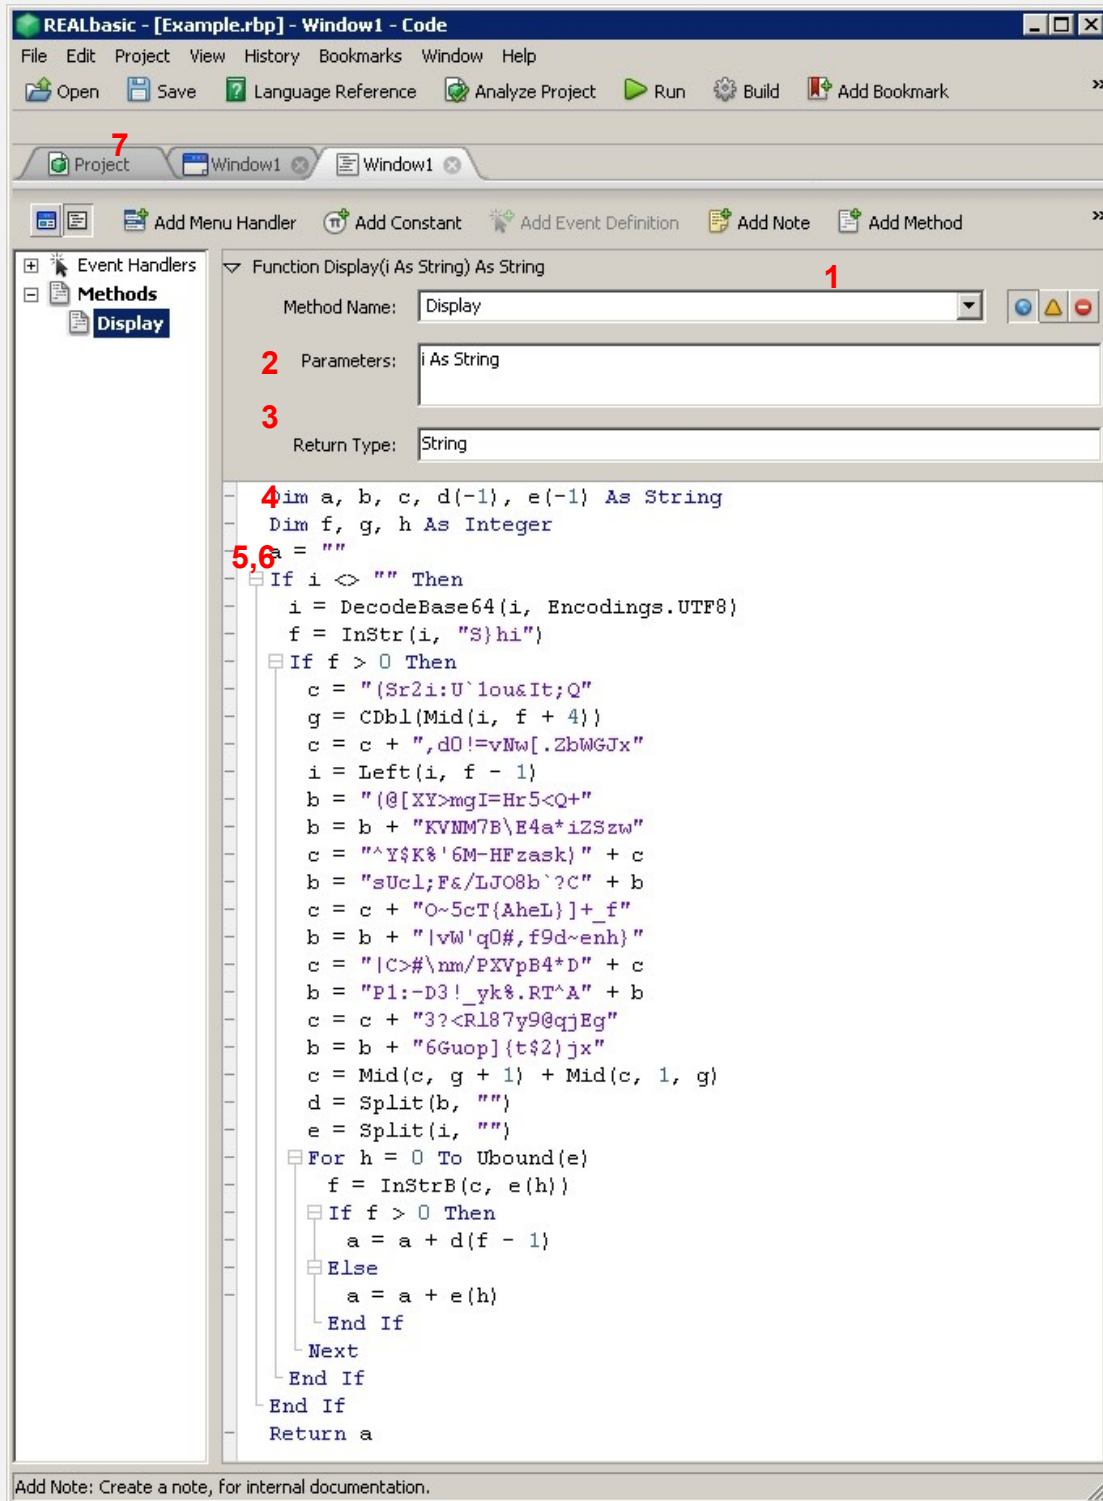 REALbasic - [Example.rbp] - Window1 - Code
File Edit Project View History Bookmarks Window Help
Open Save Language Reference Analyze Project Run Build Add Bookmark »
7
Project Window1 Window1
Add Menu Handler Add Constant Add Event Definition Add Note Add Method »
Event Handlers
Methods
Display
Function Display(i As String) As String
1
Method Name: Display
2 Parameters: i As String
3
Return Type: String
4
Dim a, b, c, d(-1), e(-1) As String
Dim f, g, h As Integer
5,6
a = ""
If i <> "" Then
i = DecodeBase64(i, Encodings.UTF8)
f = InStr(i, "S}hi")
If f > 0 Then
c = "(Sr2i:U`1ou&It;Q"
g = CDbl(Mid(i, f + 4))
c = c + ",d0!=vNw[.ZbWGJx"
i = Left(i, f - 1)
b = "(@[XY>mgI=Hr5<Q+"
b = b + "KVNM7B\E4a*iZSzw"
c = "^Y$K%'6M-HFzask)" + c
b = "sUcl;F&/LJO8b`?C" + b
c = c + "O~5cT{AheL}]+_f"
b = b + "|vW'q0#,f9d~enh}"
c = "|C>#\nm/PXVpB4*D" + c
b = "P1:-D3!_yk%.RT^A" + b
c = c + "3?<Rl87y9@qjEg"
b = b + "6Guop]{t$2)jx"
c = Mid(c, g + 1) + Mid(c, 1, g)
d = Split(b, "")
e = Split(i, "")
For h = 0 To Ubound(e)
f = InStrB(c, e(h))
If f > 0 Then
a = a + d(f - 1)
Else
a = a + e(h)
End If
Next
End If
End If
Return a
Add Note: Create a note, for internal documentation.